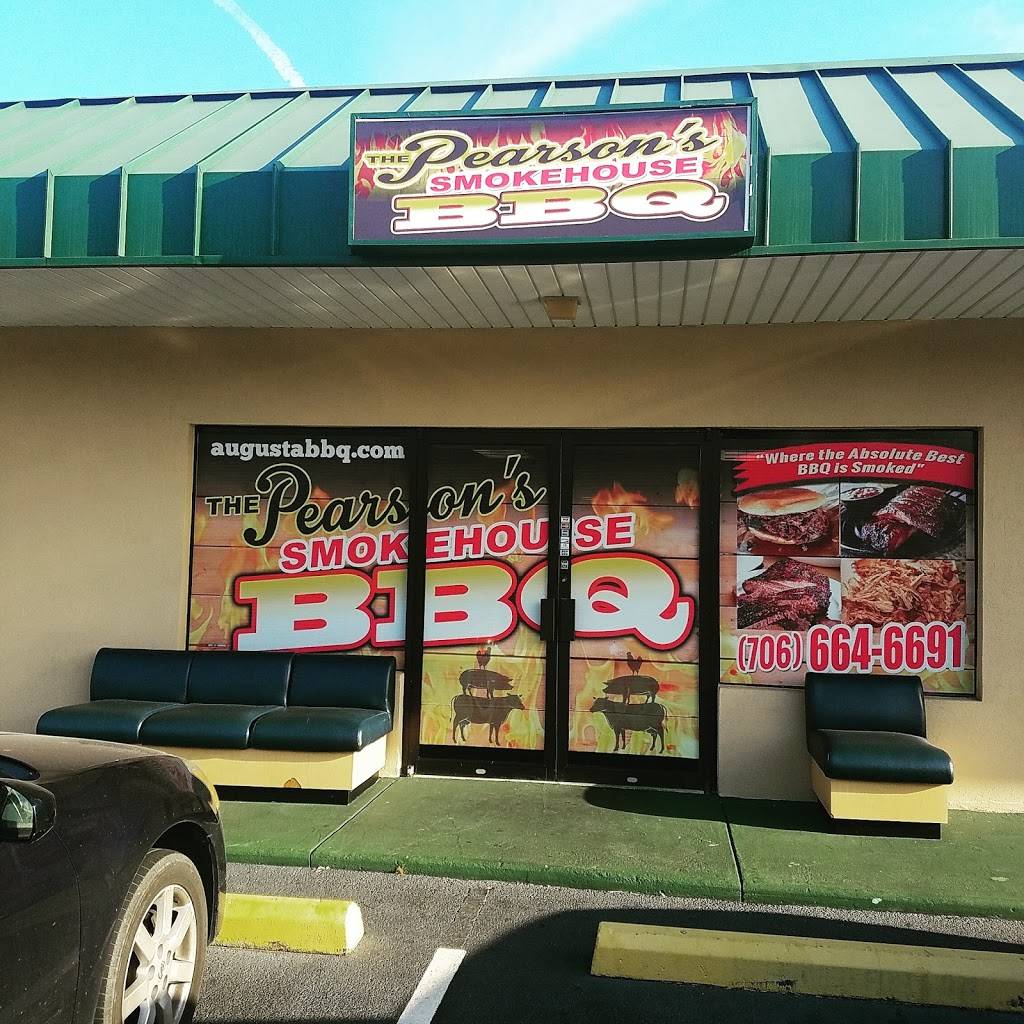 THE Pearson's
SMOKEHOUSE
BBQ
augustabbq.com
THE Pearson's
SMOKEHOUSE
BBQ
"Where the Absolute Best
BBQ is Smoked"
(706) 664-6691